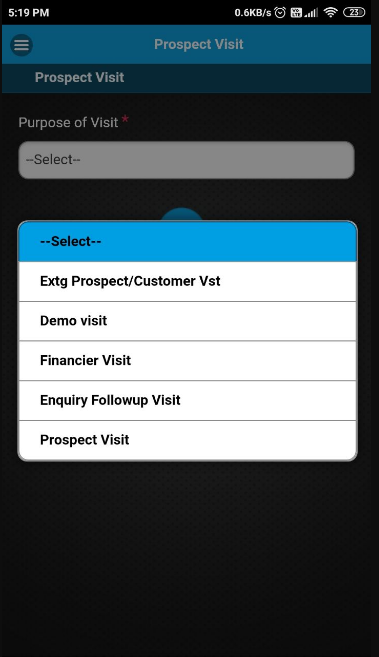 5:19 PM 0.6KB/s 23
Prospect Visit
Prospect Visit
Purpose of Visit *
--Select--
--Select--
Extg Prospect/Customer Vst
Demo visit
Financier Visit
Enquiry Followup Visit
Prospect Visit